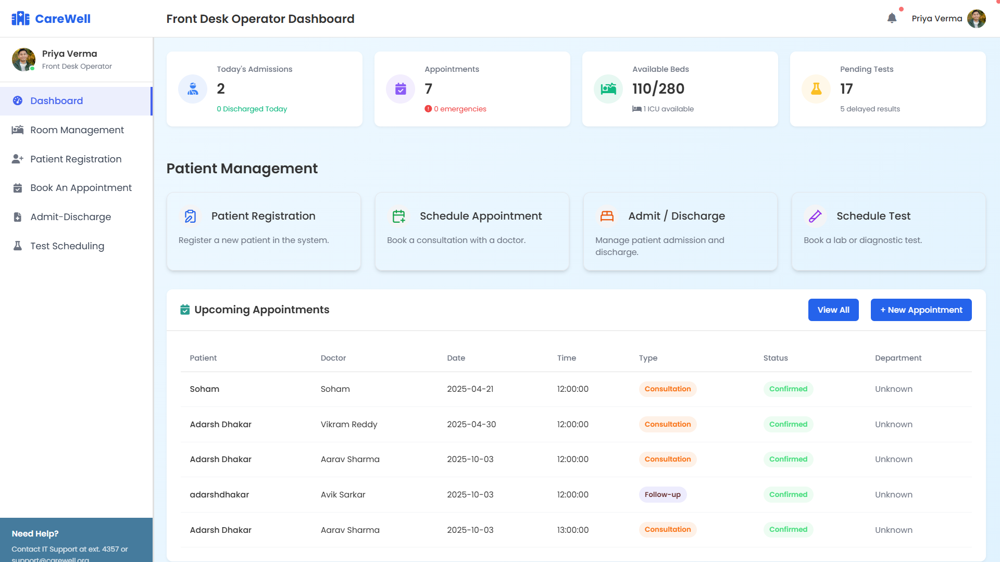 CareWell
Front Desk Operator Dashboard
Priya Verma
Priya Verma
Front Desk Operator
Dashboard
Room Management
Patient Registration
Book An Appointment
Admit-Discharge
Test Scheduling
Need Help?
Contact IT Support at ext. 4357 or
support@carewell.org
Today's Admissions
2
0 Discharged Today
Appointments
7
0 emergencies
Available Beds
110/280
1 ICU available
Pending Tests
17
5 delayed results
Patient Management
Patient Registration
Register a new patient in the system.
Schedule Appointment
Book a consultation with a doctor.
Admit / Discharge
Manage patient admission and
discharge.
Schedule Test
Book a lab or diagnostic test.
Upcoming Appointments
View All
+ New Appointment
Patient Doctor Date Time Type Status Department
Soham Soham 2025-04-21 12:00:00 Consultation Confirmed Unknown
Adarsh Dhakar Vikram Reddy 2025-04-30 12:00:00 Consultation Confirmed Unknown
Adarsh Dhakar Aarav Sharma 2025-10-03 12:00:00 Consultation Confirmed Unknown
adarshdhakar Avik Sarkar 2025-10-03 12:00:00 Follow-up Confirmed Unknown
Adarsh Dhakar Aarav Sharma 2025-10-03 13:00:00 Consultation Confirmed Unknown